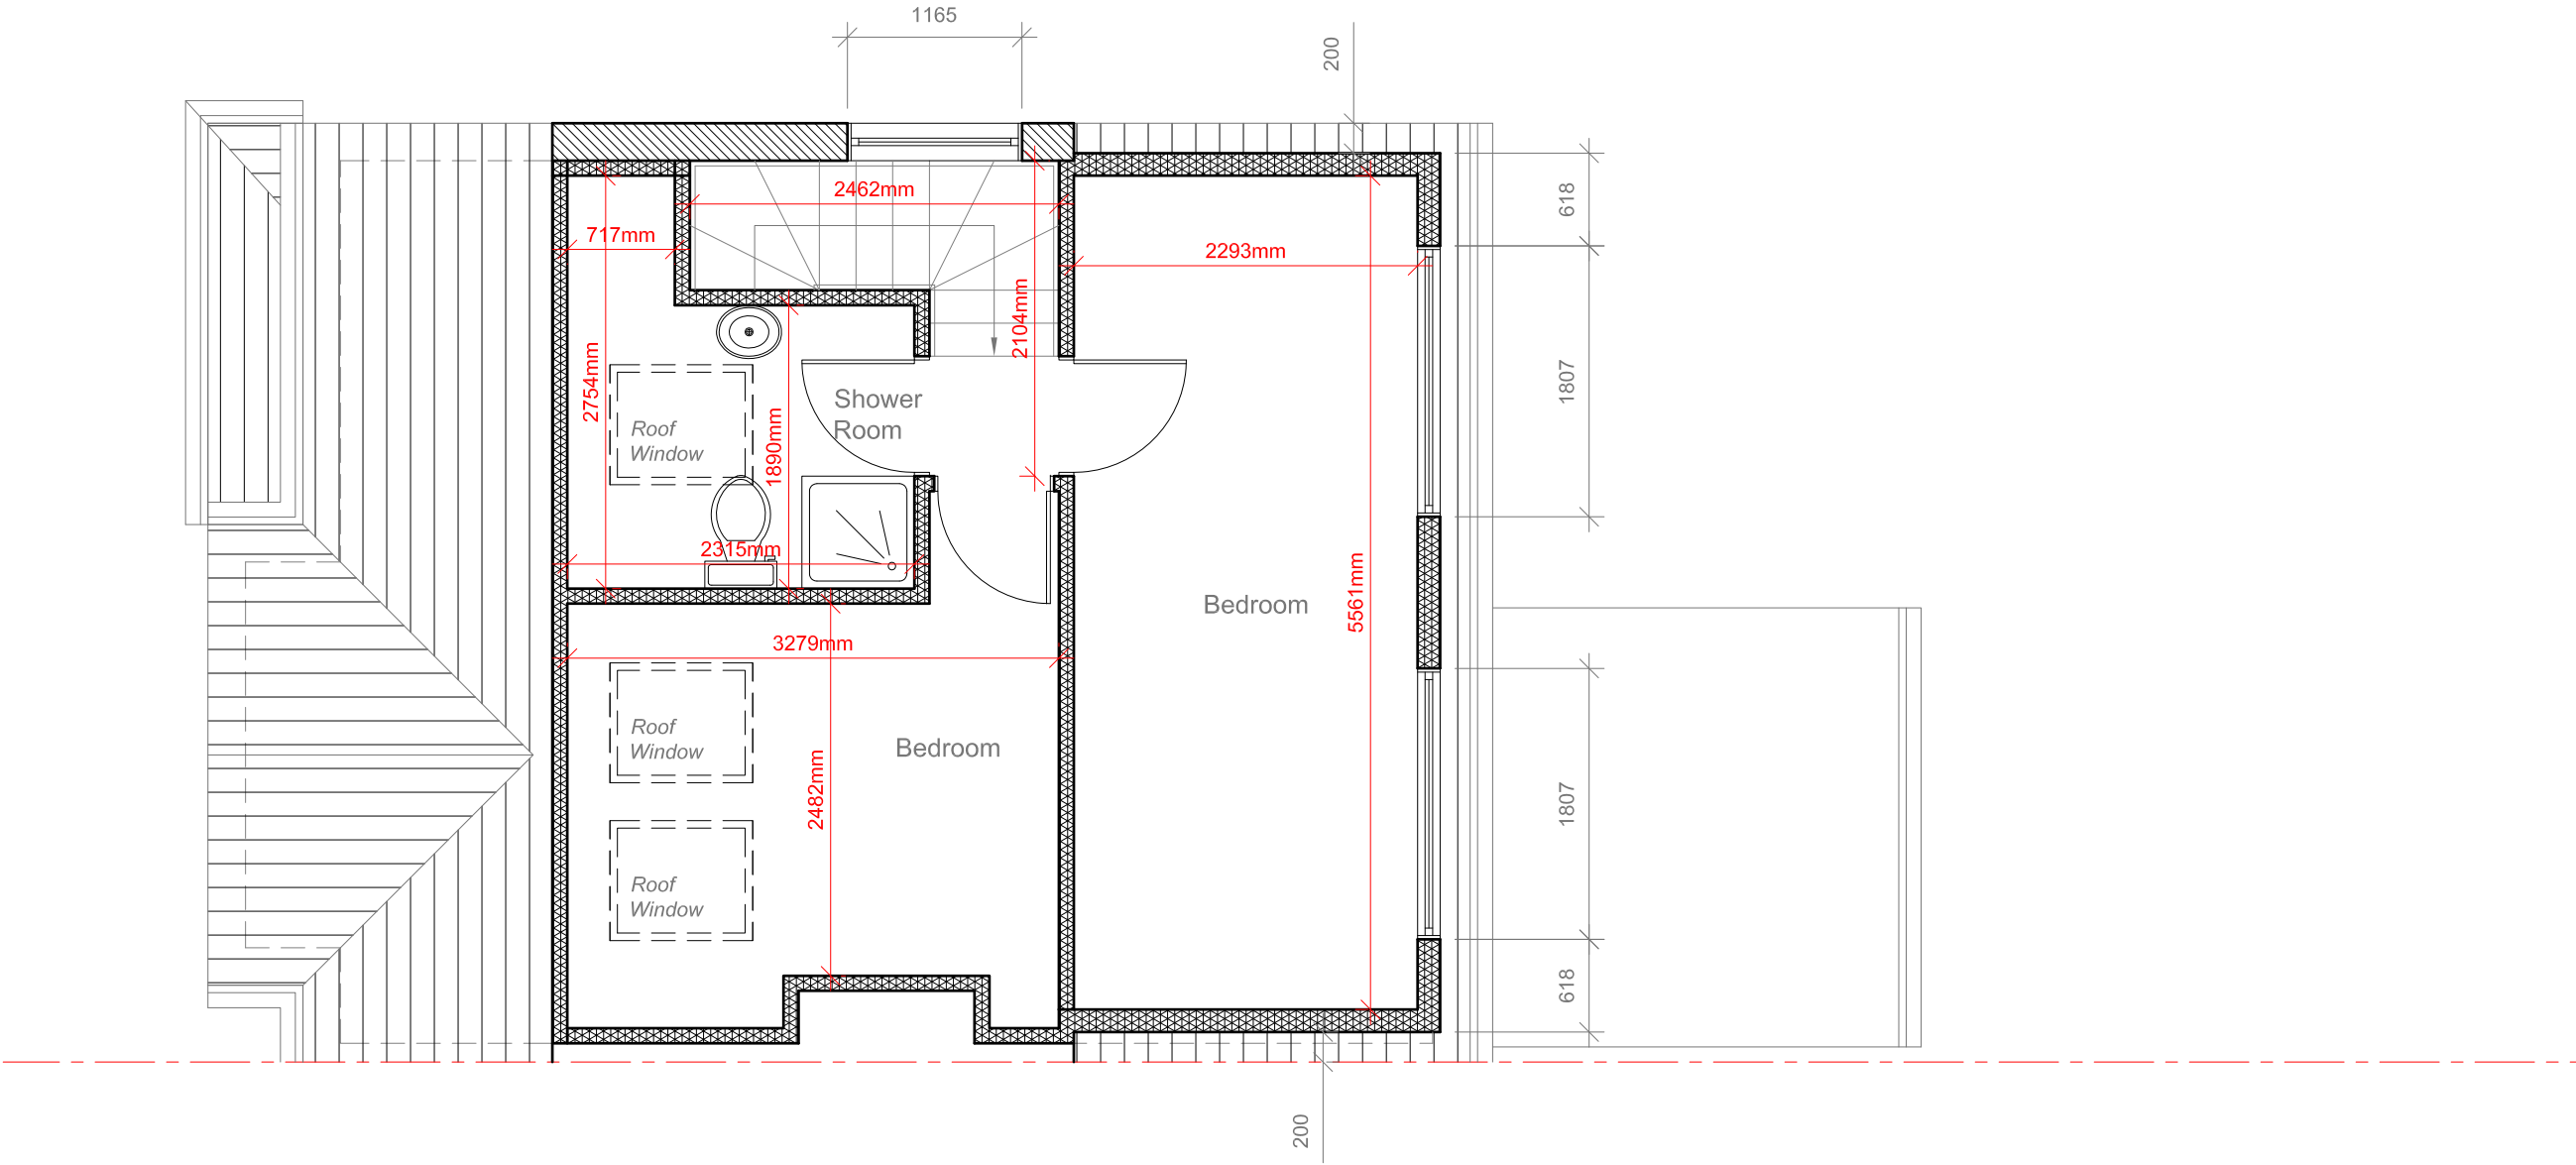 1165
200
618
2462mm
717mm
2293mm
2104mm
2754mm
1807
Shower
Room
Roof
Window
1890mm
2315mm
5561mm
Bedroom
3279mm
Roof
Window
Bedroom
2482mm
1807
Roof
Window
618
200